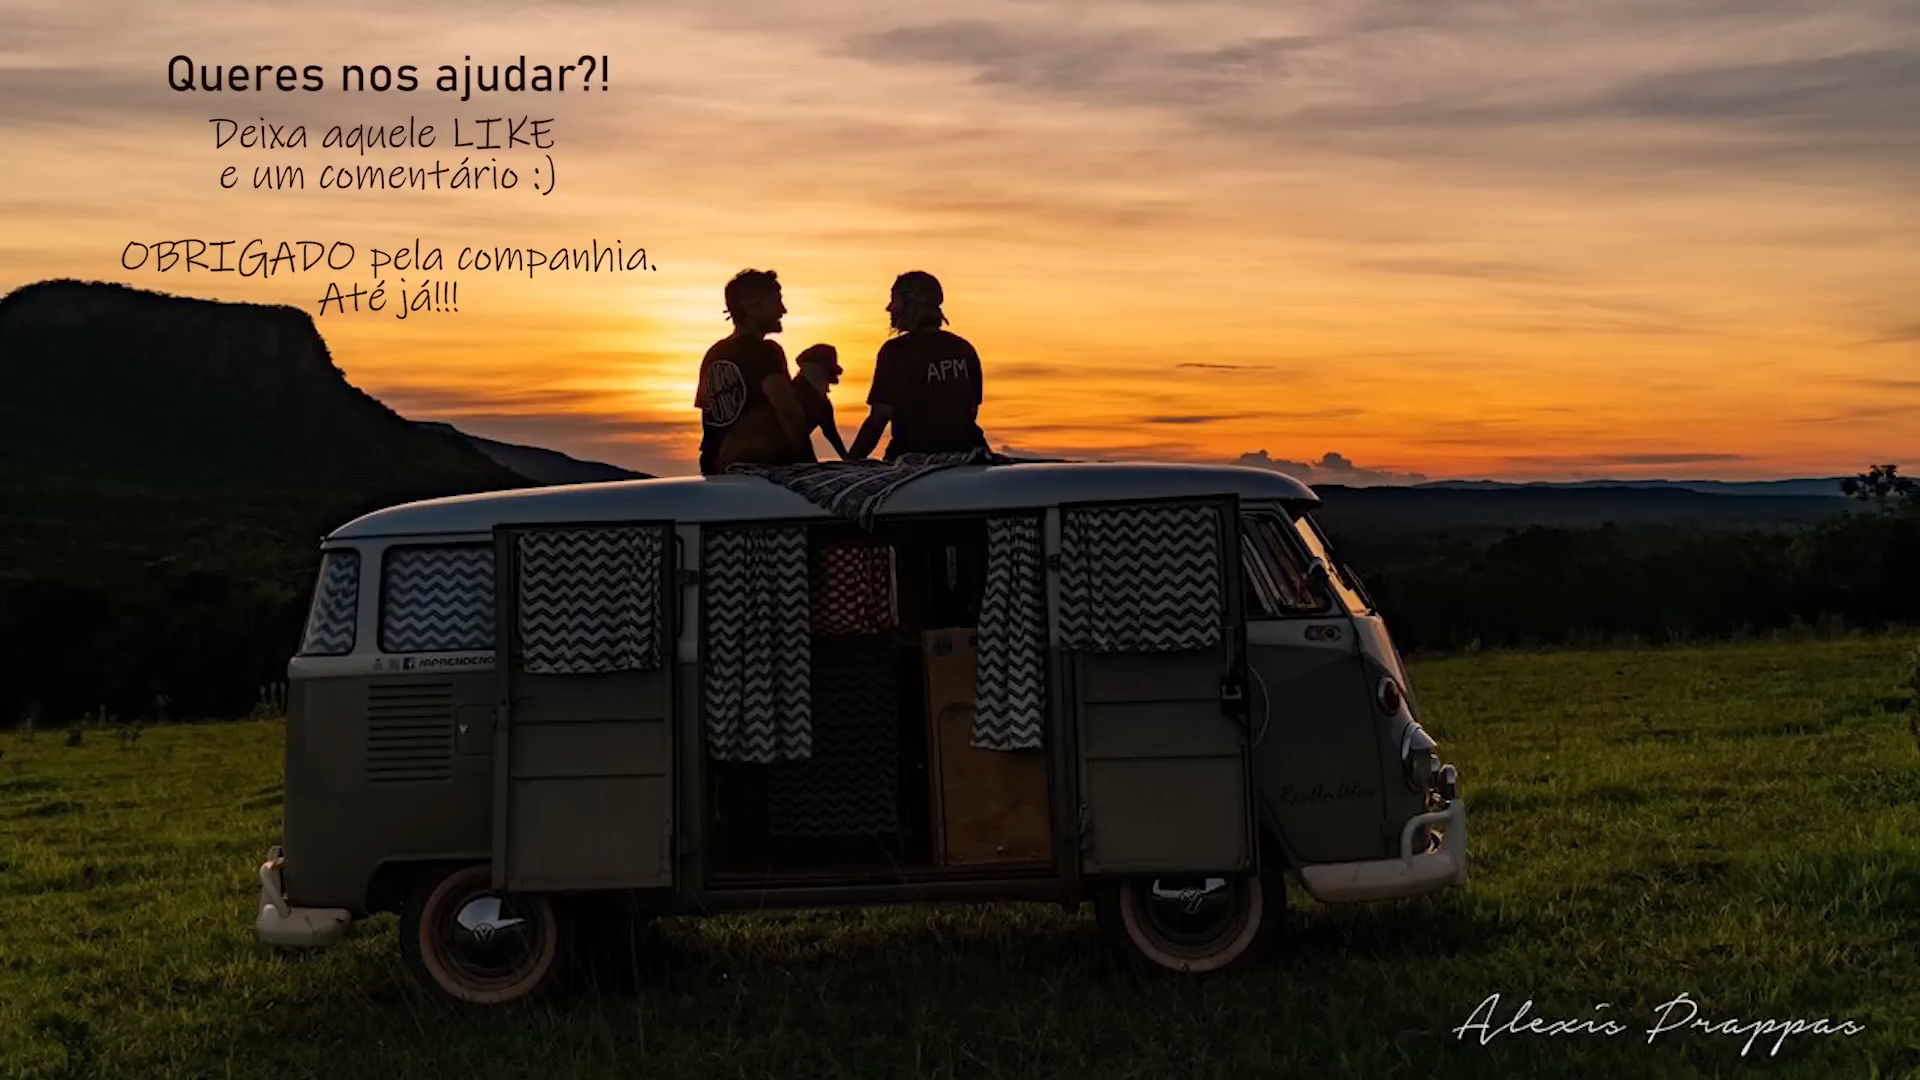 Queres nos ajudar?!
Deixa aquele LIKE
e um comentário :)
OBRIGADO pela companhia.
Até já!!!
APM
Alexis Prappas